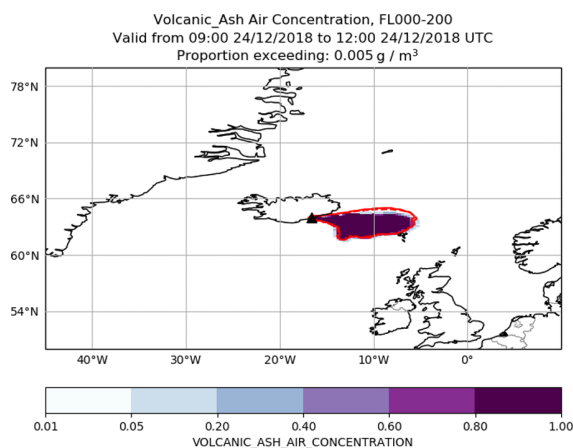 Volcanic_Ash Air Concentration, FL000-200
Valid from 09:00 24/12/2018 to 12:00 24/12/2018 UTC
Proportion exceeding: 0.005 g / m³
78°N
72°N
66°N
60°N
54°N
40°W 30°W 20°W 10°W 0°
0.01 0.05 0.20 0.40 0.60 0.80 1.00
VOLCANIC_ASH_AIR_CONCENTRATION